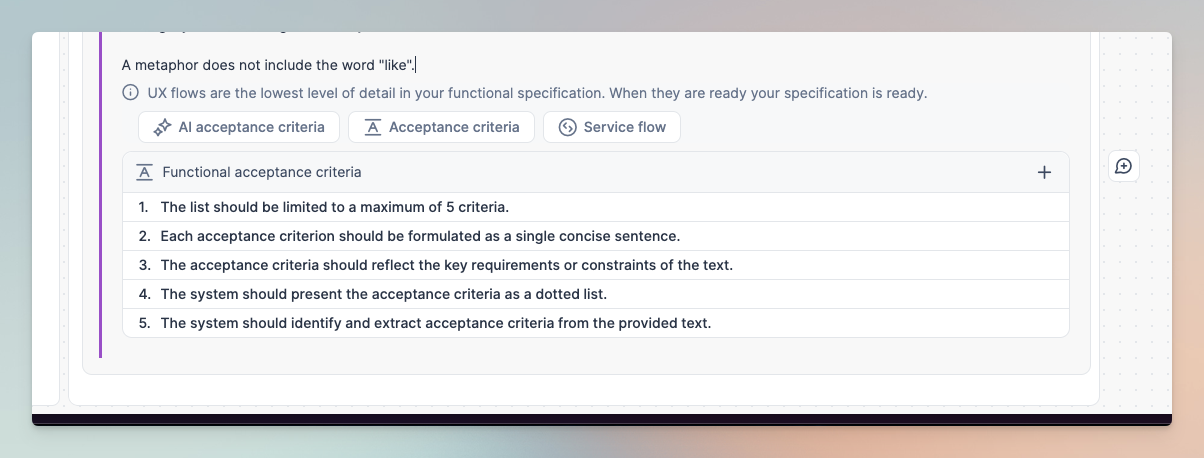 A metaphor does not include the word "like".
UX flows are the lowest level of detail in your functional specification. When they are ready your specification is ready.
AI acceptance criteria
Acceptance criteria
Service flow
Functional acceptance criteria
1. The list should be limited to a maximum of 5 criteria.
2. Each acceptance criterion should be formulated as a single concise sentence.
3. The acceptance criteria should reflect the key requirements or constraints of the text.
4. The system should present the acceptance criteria as a dotted list.
5. The system should identify and extract acceptance criteria from the provided text.